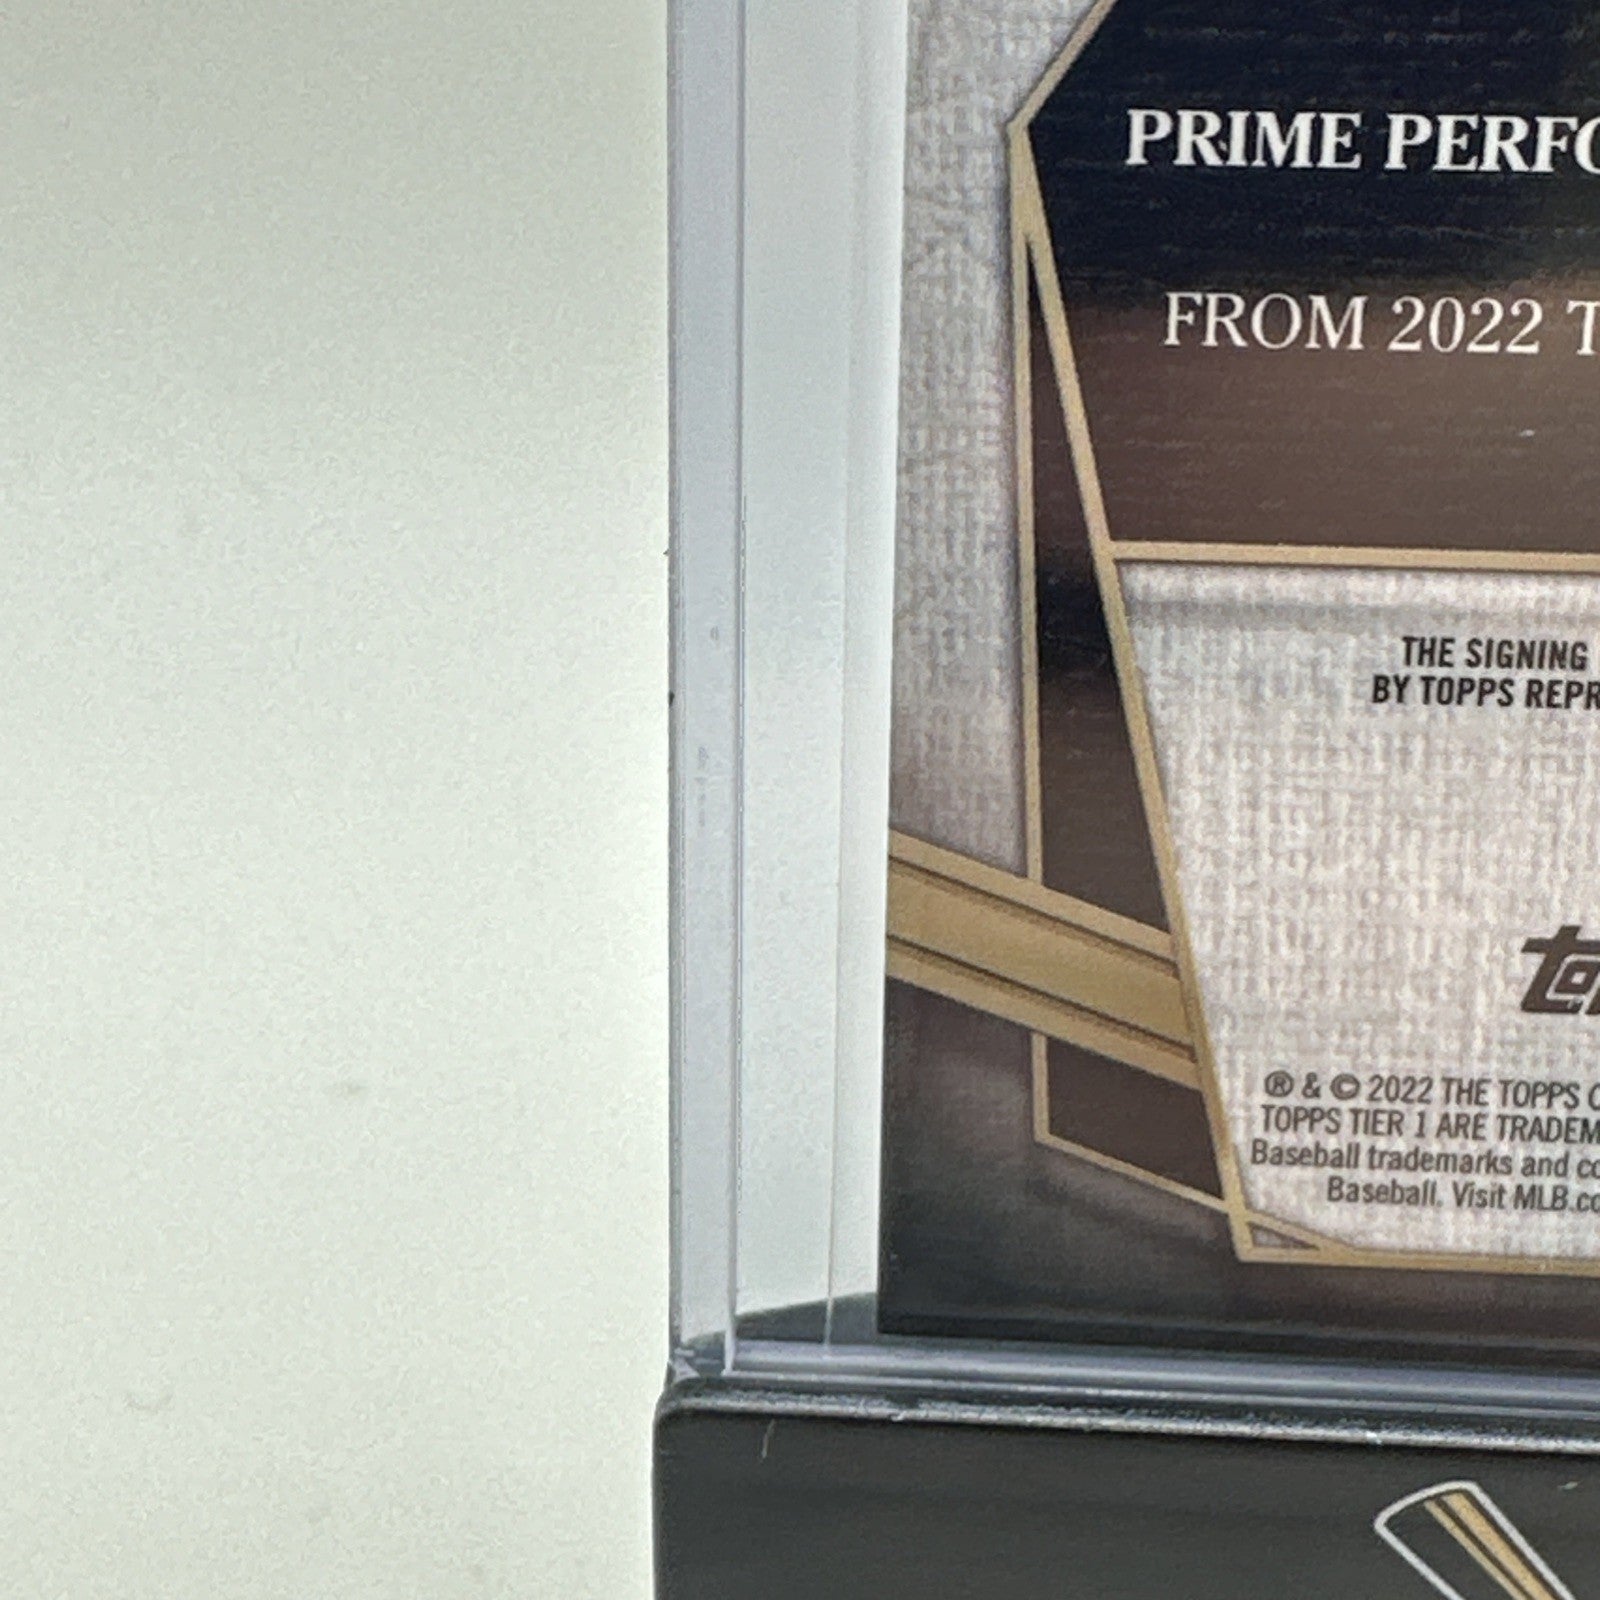 PRIME PERFO
FROM 2022 T
THE SIGNING
BY TOPPS REPR
top
® & © 2022 THE TOPPS C
TOPPS TIER 1 ARE TRADEM
Baseball trademarks and co
Baseball. Visit MLB.co